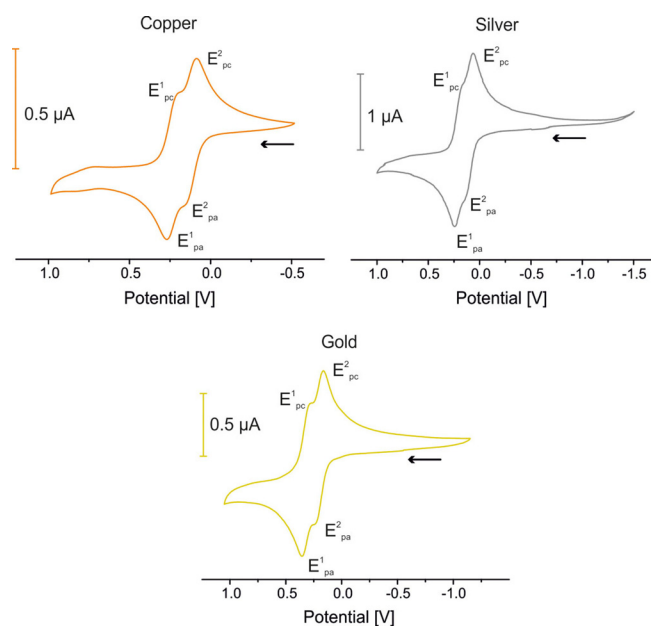 Copper
E²pc
E¹pc
0.5 µA
E²pa
E¹pa
1.0 0.5 0.0 -0.5
Potential [V]
Silver
E²pc
E¹pc
1 µA
E²pa
E¹pa
1.0 0.5 0.0 -0.5 -1.0 -1.5
Potential [V]
Gold
E²pc
E¹pc
0.5 µA
E²pa
E¹pa
1.0 0.5 0.0 -0.5 -1.0
Potential [V]